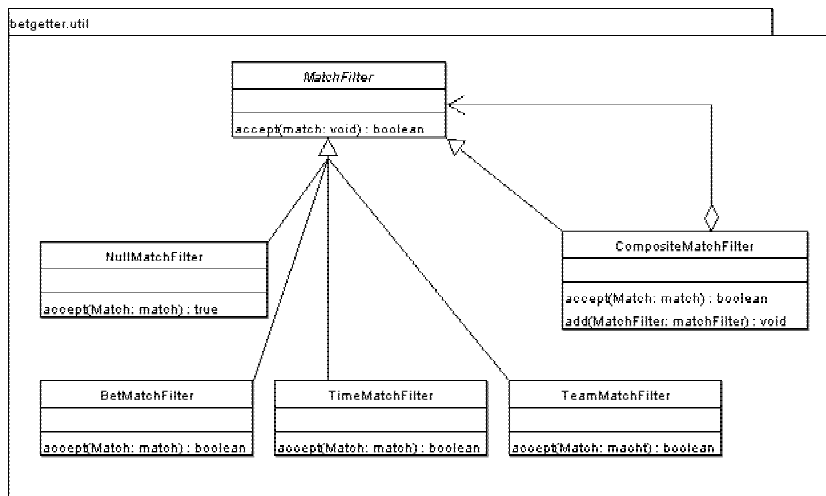 betgetter.util
MatchFilter
accept(match: void) : boolean
NullMatchFilter
accept(Match: match) : true
CompositeMatchFilter
accept(Match: match) : boolean
add(MatchFilter: matchFilter) : void
BetMatchFilter
accept(Match: match) : boolean
TimeMatchFilter
accept(Match: match) : boolean
TeamMatchFilter
accept(Match: macht) : boolean